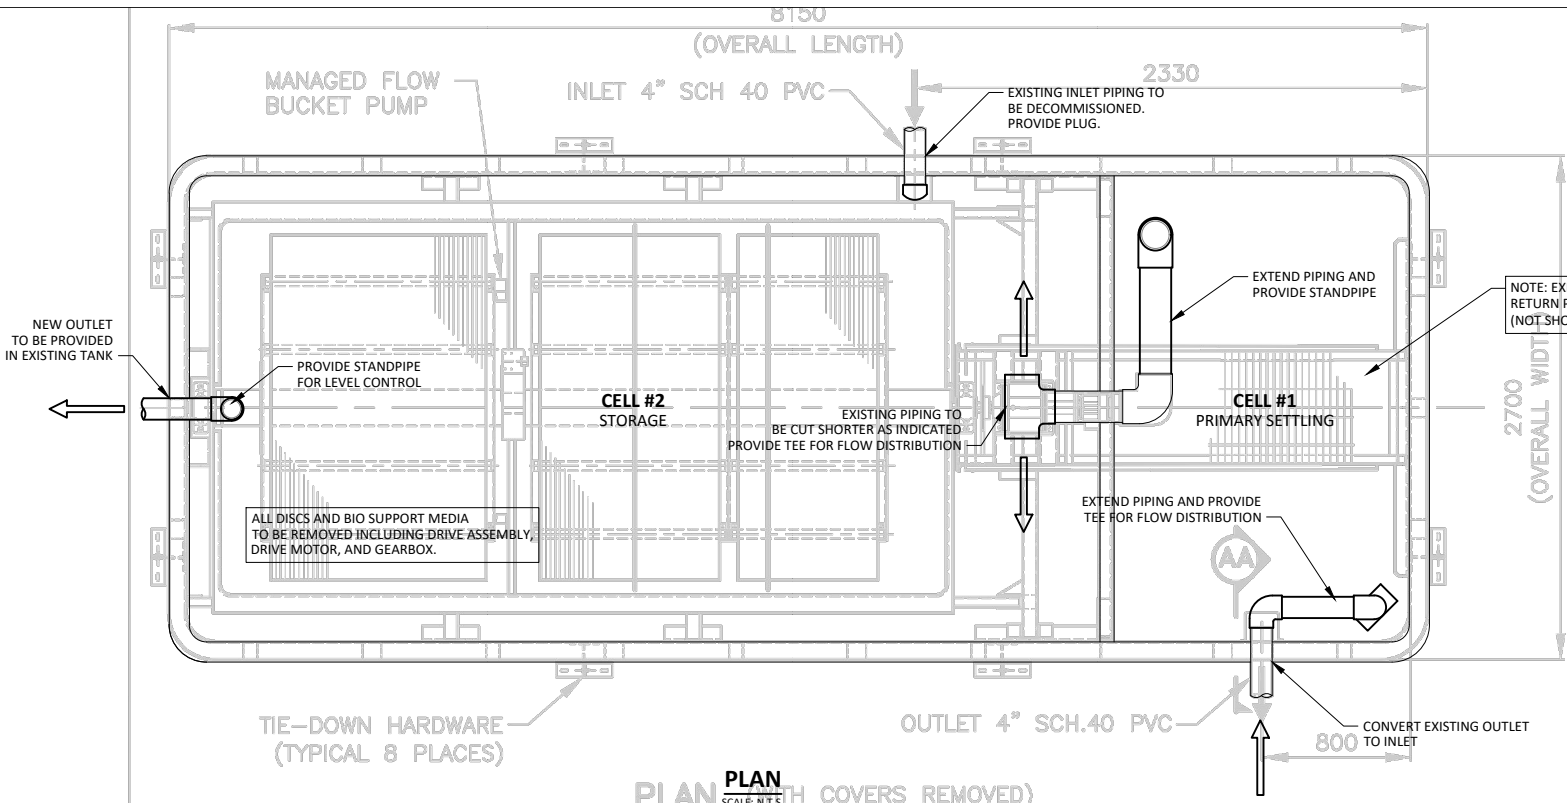 8150
(OVERALL LENGTH)
2330
MANAGED FLOW
BUCKET PUMP
INLET 4" SCH 40 PVC
EXISTING INLET PIPING TO
BE DECOMMISSIONED.
PROVIDE PLUG.
EXTEND PIPING AND
PROVIDE STANDPIPE
NOTE: EX
RETURN
(NOT SHO
NEW OUTLET
TO BE PROVIDED
IN EXISTING TANK
PROVIDE STANDPIPE
FOR LEVEL CONTROL
CELL #2
STORAGE
EXISTING PIPING TO
BE CUT SHORTER AS INDICATED
PROVIDE TEE FOR FLOW DISTRIBUTION
CELL #1
PRIMARY SETTLING
2700
(OVERALL WIDTH)
ALL DISCS AND BIO SUPPORT MEDIA
TO BE REMOVED INCLUDING DRIVE ASSEMBLY,
DRIVE MOTOR, AND GEARBOX.
EXTEND PIPING AND PROVIDE
TEE FOR FLOW DISTRIBUTION
AA
TIE-DOWN HARDWARE
(TYPICAL 8 PLACES)
OUTLET 4" SCH.40 PVC
CONVERT EXISTING OUTLET
TO INLET
800
PLAN
SCALE: N.T.S
PLAN (WITH COVERS REMOVED)